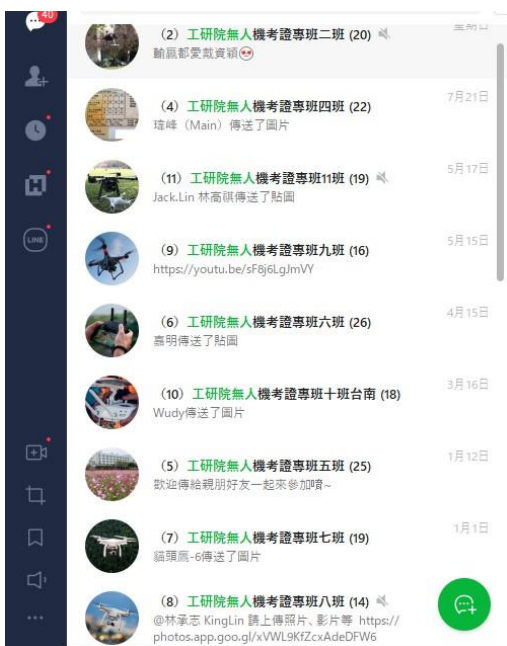 40
(2) 工研院無人機考證專班二班 (20)
星期日
輸贏都愛戴資穎
(4) 工研院無人機考證專班四班 (22)
7月21日
瑋峰 (Main) 傳送了圖片
(11) 工研院無人機考證專班11班 (19)
5月17日
Jack.Lin 林高祺傳送了貼圖
(9) 工研院無人機考證專班九班 (16)
5月15日
https://youtu.be/sF8j6LgJmVY
(6) 工研院無人機考證專班六班 (26)
4月15日
嘉明傳送了貼圖
(10) 工研院無人機考證專班十班台南 (18)
3月16日
Wudy傳送了圖片
(5) 工研院無人機考證專班五班 (25)
1月12日
歡迎傳給親朋好友一起來參加唷~
(7) 工研院無人機考證專班七班 (19)
1月1日
貓頭鷹-6傳送了圖片
(8) 工研院無人機考證專班八班 (14)
@林承志 KingLin 請上傳照片、影片等 https://
photos.app.goo.gl/xVWL9KfZcxAdeDFW6
LINE